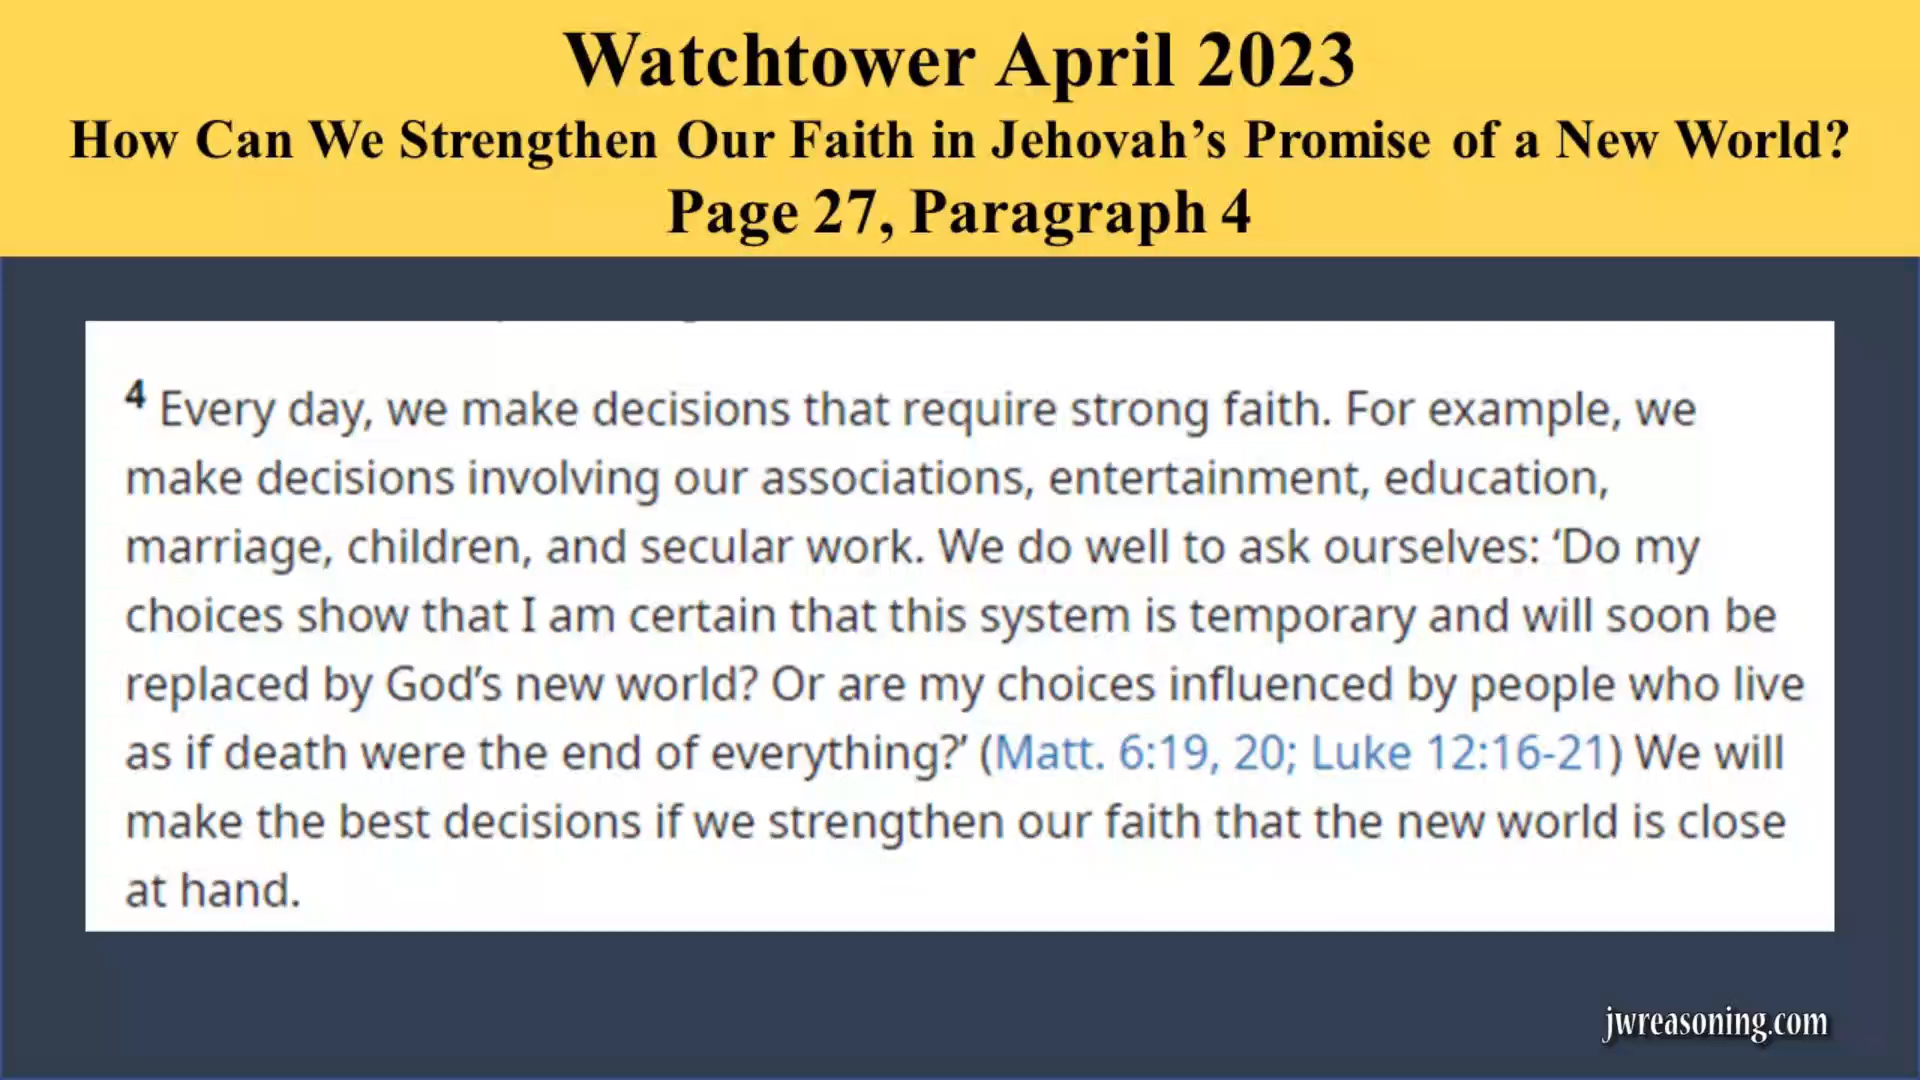 Watchtower April 2023
How Can We Strengthen Our Faith in Jehovah’s Promise of a New World?
Page 27, Paragraph 4
4 Every day, we make decisions that require strong faith. For example, we
make decisions involving our associations, entertainment, education,
marriage, children, and secular work. We do well to ask ourselves: ‘Do my
choices show that I am certain that this system is temporary and will soon be
replaced by God’s new world? Or are my choices influenced by people who live
as if death were the end of everything?’ (Matt. 6:19, 20; Luke 12:16-21) We will
make the best decisions if we strengthen our faith that the new world is close
at hand.
jwreasoning.com